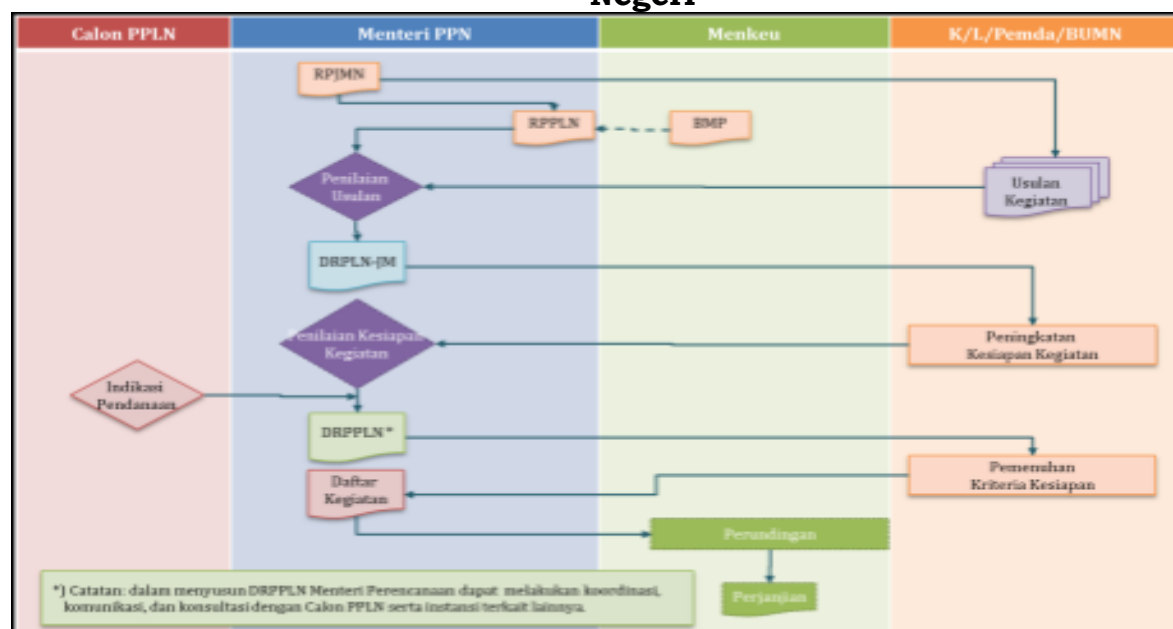 Negeri
Calon PPLN
Menteri PPN
Menkeu
K/L/Pemda/BUMN
RPJMN
RPPLN
BMP
Penilaian
Usulan
Usulan
Kegiatan
DRPLN-JM
Penilaian Kesiapan
Kegiatan
Peningkatan
Kesiapan Kegiatan
Indikasi
Pendanaan
DRPPLN*
Pemenuhan
Kriteria Kesiapan
Daftar
Kegiatan
Perundingan
Perjanjian
*) Catatan: dalam menyusun DRPPLN Menteri Perencanaan dapat melakukan koordinasi,
komunikasi, dan konsultasi dengan Calon PPLN serta instansi terkait lainnya.